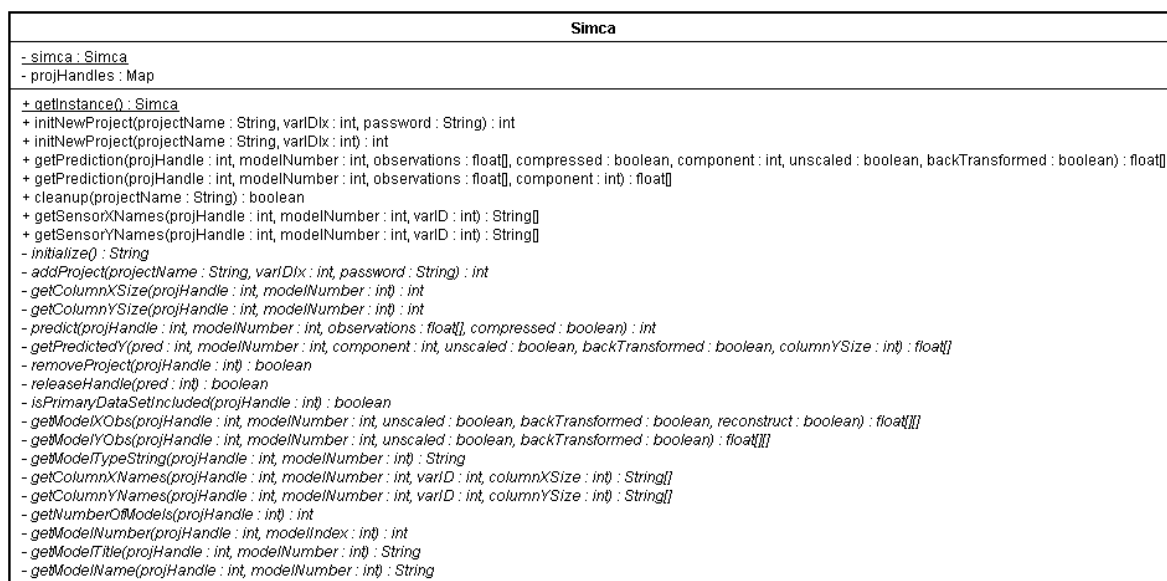 Simca
- simca : Simca
- projHandles : Map
+ getInstance() : Simca
+ initNewProject(projectName : String, varIDIx : int, password : String) : int
+ initNewProject(projectName : String, varIDIx : int) : int
+ getPrediction(projHandle : int, modelNumber : int, observations : float[], compressed : boolean, component : int, unscaled : boolean, backTransformed : boolean) : float[]
+ getPrediction(projHandle : int, modelNumber : int, observations : float[], component : int) : float[]
+ cleanup(projectName : String) : boolean
+ getSensorXNames(projHandle : int, modelNumber : int, varID : int) : String[]
+ getSensorYNames(projHandle : int, modelNumber : int, varID : int) : String[]
- initialize() : String
- addProject(projectName : String, varIDIx : int, password : String) : int
- getColumnXSize(projHandle : int, modelNumber : int) : int
- getColumnYSize(projHandle : int, modelNumber : int) : int
- predict(projHandle : int, modelNumber : int, observations : float[], compressed : boolean) : int
- getPredictedY(pred : int, modelNumber : int, component : int, unscaled : boolean, backTransformed : boolean, columnYSize : int) : float[]
- removeProject(projHandle : int) : boolean
- releaseHandle(pred : int) : boolean
- isPrimaryDataSetIncluded(projHandle : int) : boolean
- getModelXObs(projHandle : int, modelNumber : int, unscaled : boolean, backTransformed : boolean, reconstruct : boolean) : float[][]
- getModelYObs(projHandle : int, modelNumber : int, unscaled : boolean, backTransformed : boolean) : float[][]
- getModelTypeString(projHandle : int, modelNumber : int) : String
- getColumnXNames(projHandle : int, modelNumber : int, varID : int, columnXSize : int) : String[]
- getColumnYNames(projHandle : int, modelNumber : int, varID : int, columnYSize : int) : String[]
- getNumberOfModels(projHandle : int) : int
- getModelNumber(projHandle : int, modelIndex : int) : int
- getModelTitle(projHandle : int, modelNumber : int) : String
- getModelName(projHandle : int, modelNumber : int) : String